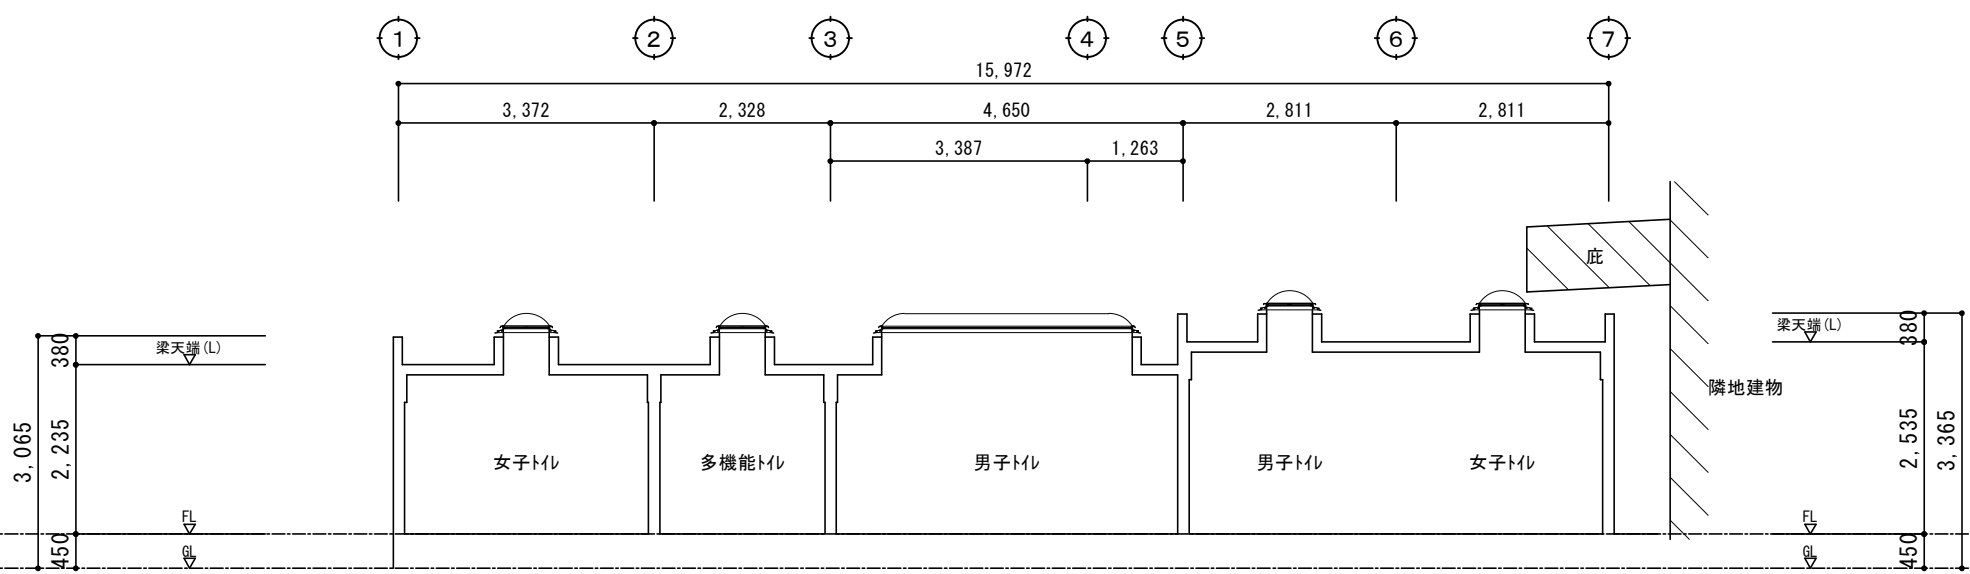 1 2 3 4 5 6 7
15,972
3,372 2,328 4,650 2,811 2,811
3,387 1,263
庇
380 梁天端(L) 梁天端(L) 380
隣地建物
3,065 2,235 2,535 3,365
女子ﾄｲﾚ 多機能ﾄｲﾚ 男子ﾄｲﾚ 男子ﾄｲﾚ 女子ﾄｲﾚ
FL FL
450 GL GL 450